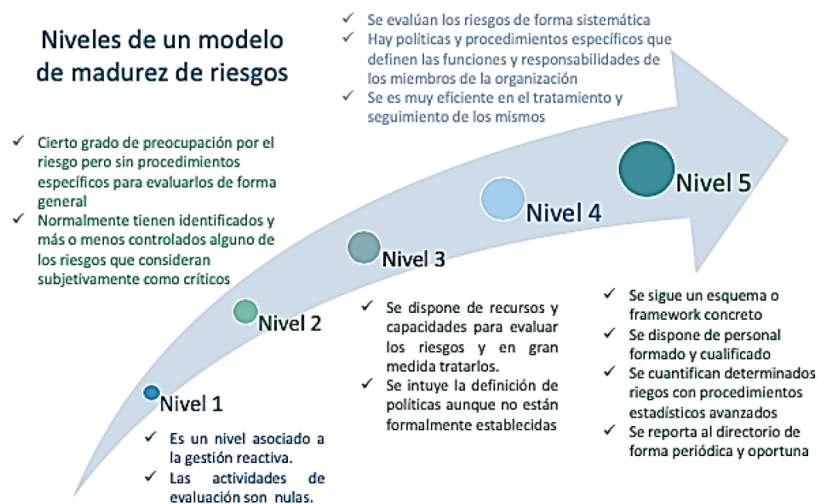 Niveles de un modelo
de madurez de riesgos
✓ Se evalúan los riesgos de forma sistemática
✓ Hay políticas y procedimientos específicos que
definen las funciones y responsabilidades de
los miembros de la organización
✓ Se es muy eficiente en el tratamiento y
seguimiento de los mismos
✓ Cierto grado de preocupación por el
riesgo pero sin procedimientos
específicos para evaluarlos de forma
general
✓ Normalmente tienen identificados y
más o menos controlados alguno de
los riesgos que consideran
subjetivamente como críticos
Nivel 5
Nivel 4
Nivel 3
Nivel 2
Nivel 1
✓ Se dispone de recursos y
capacidades para evaluar
los riesgos y en gran
medida tratarlos.
✓ Se intuye la definición de
políticas aunque no están
formalmente establecidas
✓ Se sigue un esquema o
framework concreto
✓ Se dispone de personal
formado y cualificado
✓ Se cuantifican determinados
riegos con procedimientos
estadísticos avanzados
✓ Se reporta al directorio de
forma periódica y oportuna
✓ Es un nivel asociado a
la gestión reactiva.
✓ Las actividades de
evaluación son nulas.